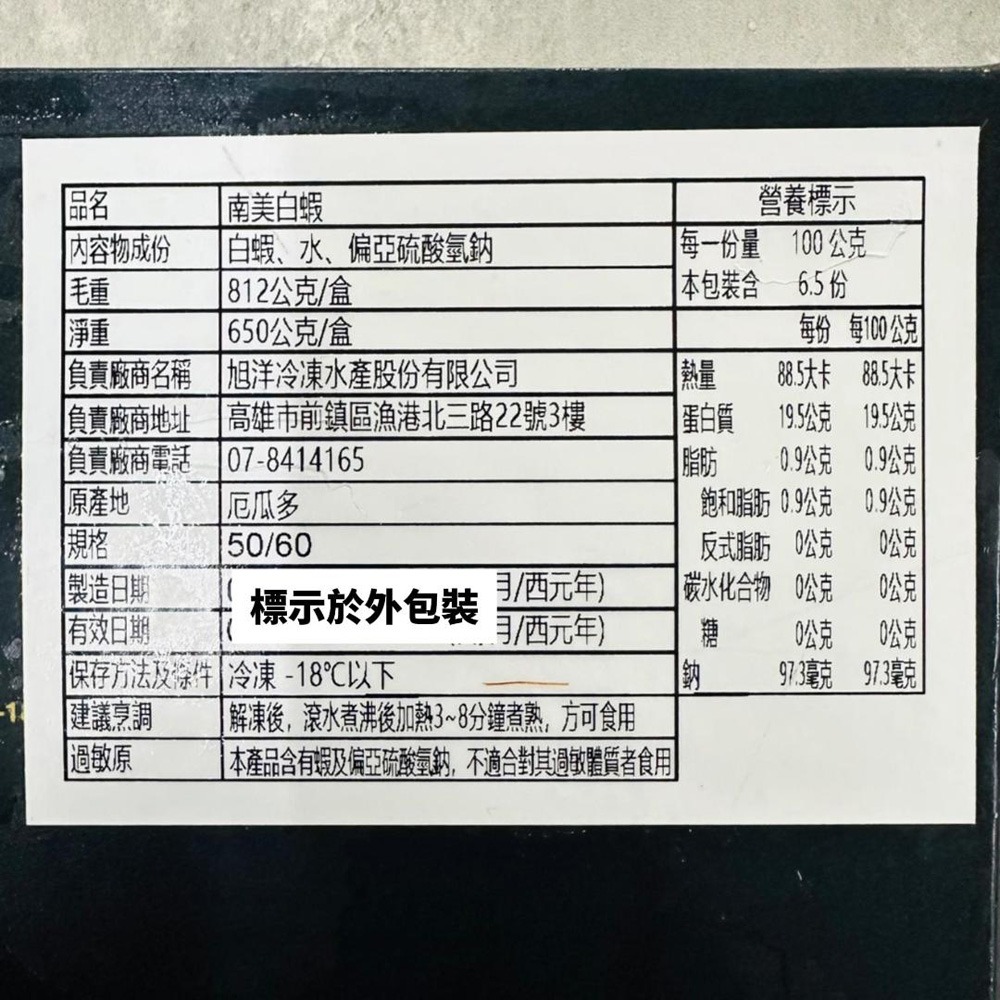 品名 南美白蝦
內容物成份 白蝦、水、偏亞硫酸氫鈉
毛重 812公克/盒
淨重 650公克/盒
負責廠商名稱 旭洋冷凍水產股份有限公司
負責廠商地址 高雄市前鎮區漁港北三路22號3樓
負責廠商電話 07-8414165
原產地 厄瓜多
規格 50/60
製造日期 月/西元年)
標示於外包裝
有效日期 月/西元年)
保存方法及條件 冷凍 -18℃以下
建議烹調 解凍後，滾水煮沸後加熱3~8分鐘煮熟，方可食用
過敏原 本產品含有蝦及偏亞硫酸氫鈉，不適合對其過敏體質者食用
營養標示
每一份量 100 公克
本包裝含 6.5 份
每份 每100公克
熱量 88.5大卡 88.5大卡
蛋白質 19.5公克 19.5公克
脂肪 0.9公克 0.9公克
飽和脂肪 0.9公克 0.9公克
反式脂肪 0公克 0公克
碳水化合物 0公克 0公克
糖 0公克 0公克
鈉 97.3毫克 97.3毫克